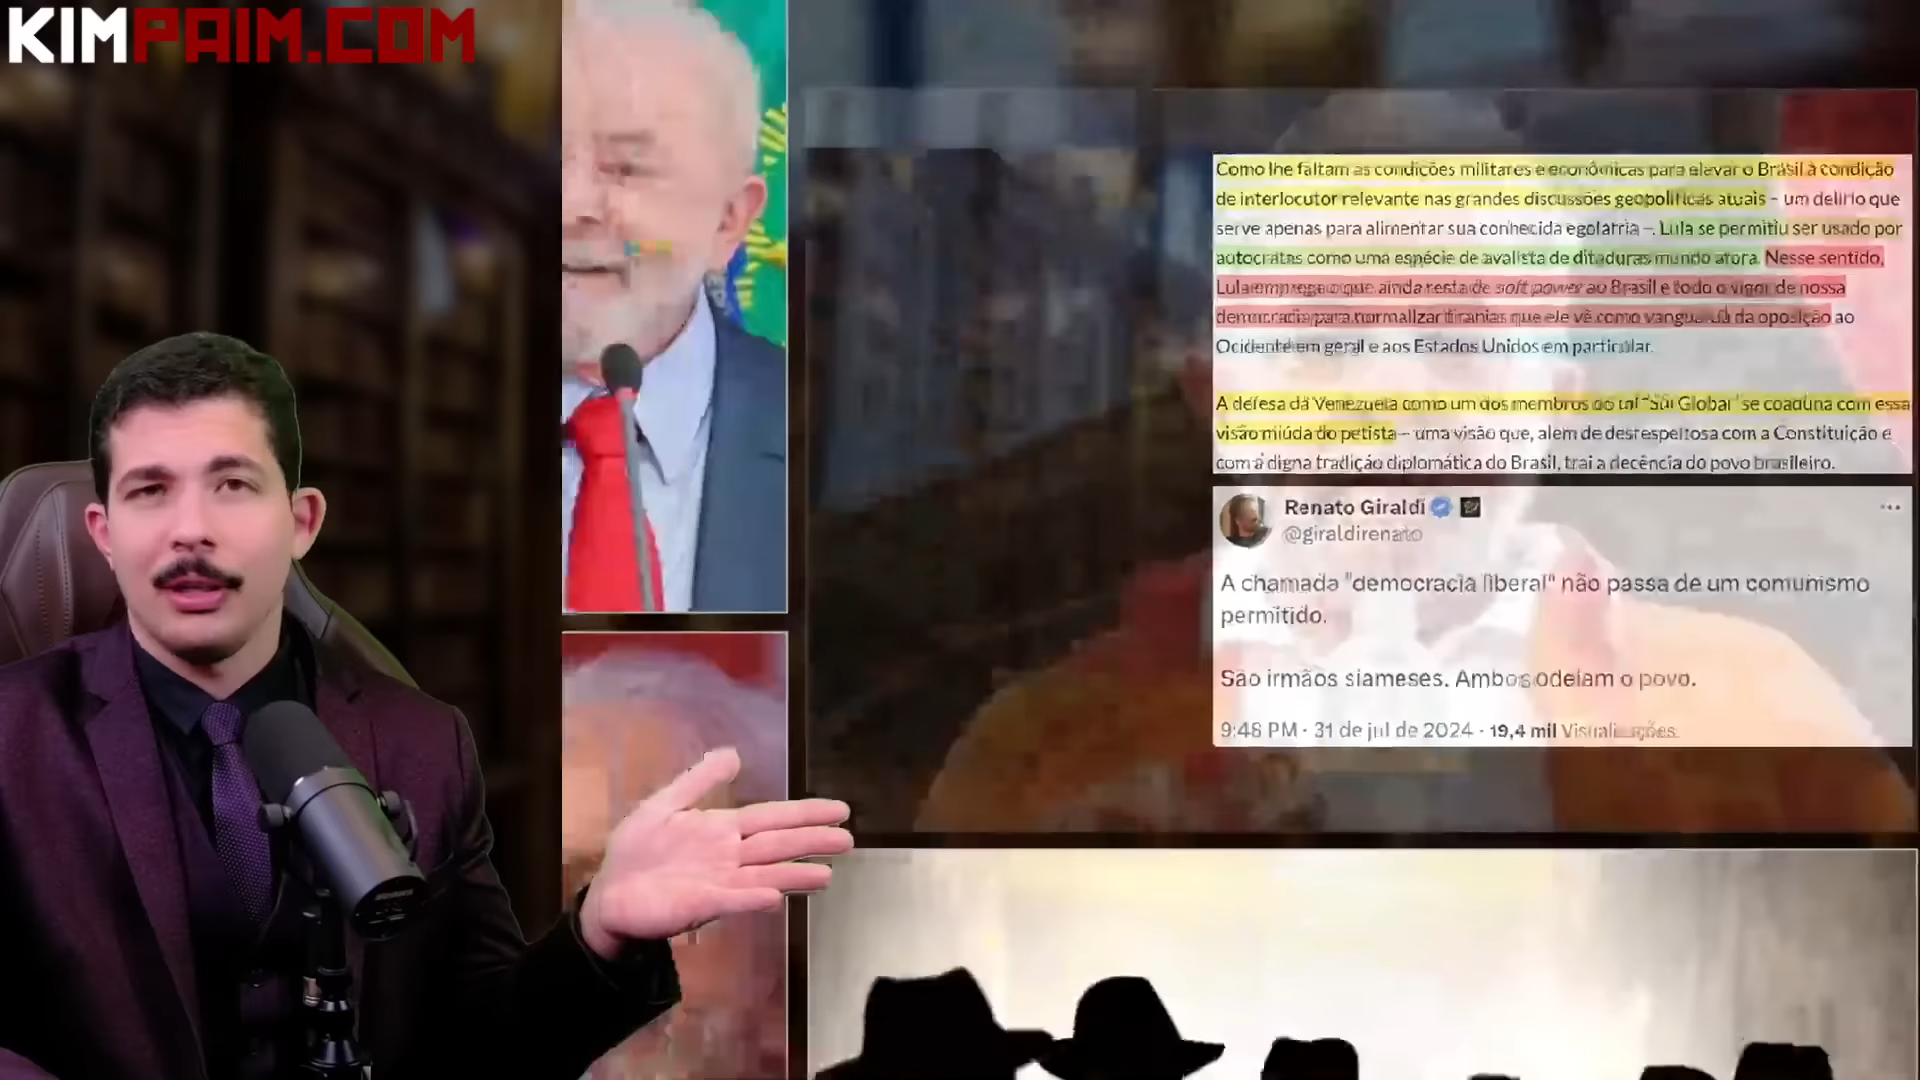 KIMPAIM.COM
Como lhe faltam as condições militares e econômicas para elevar o Brasil à condição
de interlocutor relevante nas grandes discussões geopolíticas atuais – um delírio que
serve apenas para alimentar sua conhecida egolatria –, Lula se permitiu ser usado por
autocratas como uma espécie de avalista de ditaduras mundo afora. Nesse sentido,
Lula emprega o que ainda resta de soft power ao Brasil e todo o vigor de nossa
democracia para normalizar tiranias que ele vê como vanguarda da oposição ao
Ocidente em geral e aos Estados Unidos em particular.
A defesa da Venezuela como um dos membros do tal "Sul Global" se coaduna com essa
visão miúda do petista – uma visão que, além de desrespeitosa com a Constituição e
com a digna tradição diplomática do Brasil, trai a decência do povo brasileiro.
Renato Giraldi
@giraldirenato
A chamada "democracia liberal" não passa de um comunismo
permitido.
São irmãos siameses. Ambos odeiam o povo.
9:48 PM · 31 de jul de 2024 · 19,4 mil Visualizações